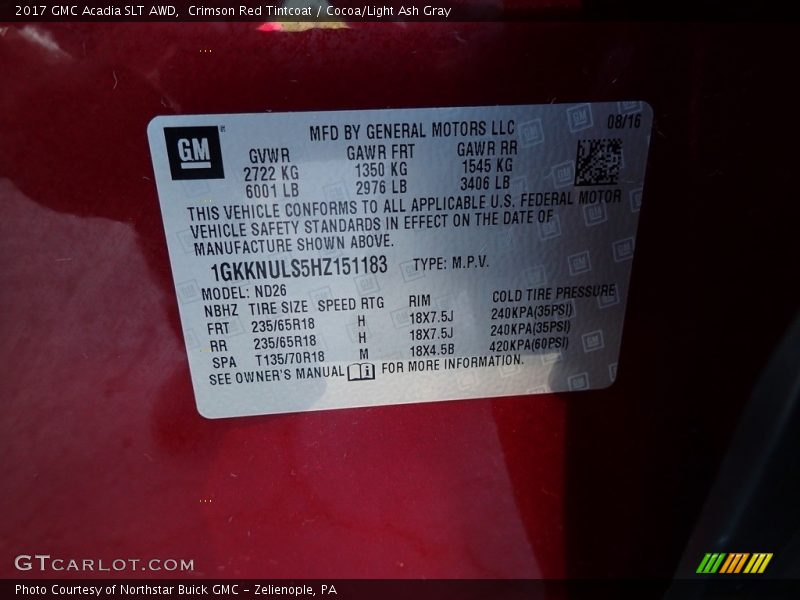 2017 GMC Acadia SLT AWD, Crimson Red Tintcoat / Cocoa/Light Ash Gray
GM
MFD BY GENERAL MOTORS LLC 08/16
GVWR GAWR FRT GAWR RR
2722 KG 1350 KG 1545 KG
6001 LB 2976 LB 3406 LB
THIS VEHICLE CONFORMS TO ALL APPLICABLE U.S. FEDERAL MOTOR
VEHICLE SAFETY STANDARDS IN EFFECT ON THE DATE OF
MANUFACTURE SHOWN ABOVE.
1GKKNULS5HZ151183 TYPE: M.P.V.
MODEL: ND26
NBHZ TIRE SIZE SPEED RTG RIM COLD TIRE PRESSURE
FRT 235/65R18 H 18X7.5J 240KPA(35PSI)
RR 235/65R18 H 18X7.5J 240KPA(35PSI)
SPA T135/70R18 M 18X4.5B 420KPA(60PSI)
SEE OWNER'S MANUAL i FOR MORE INFORMATION.
GTCARLOT.COM
Photo Courtesy of Northstar Buick GMC - Zelienople, PA